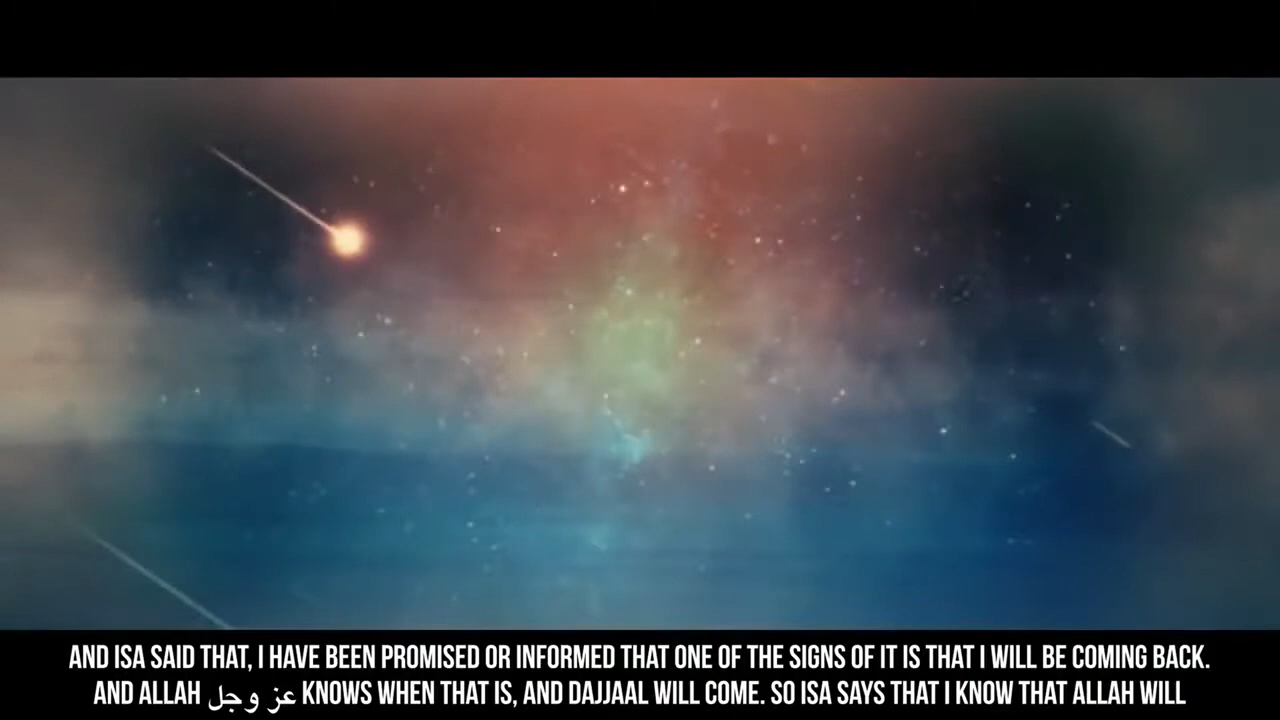 AND ISA SAID THAT, I HAVE BEEN PROMISED OR INFORMED THAT ONE OF THE SIGNS OF IT IS THAT I WILL BE COMING BACK.
AND ALLAH عز وجل KNOWS WHEN THAT IS, AND DAJJAAL WILL COME. SO ISA SAYS THAT I KNOW THAT ALLAH WILL